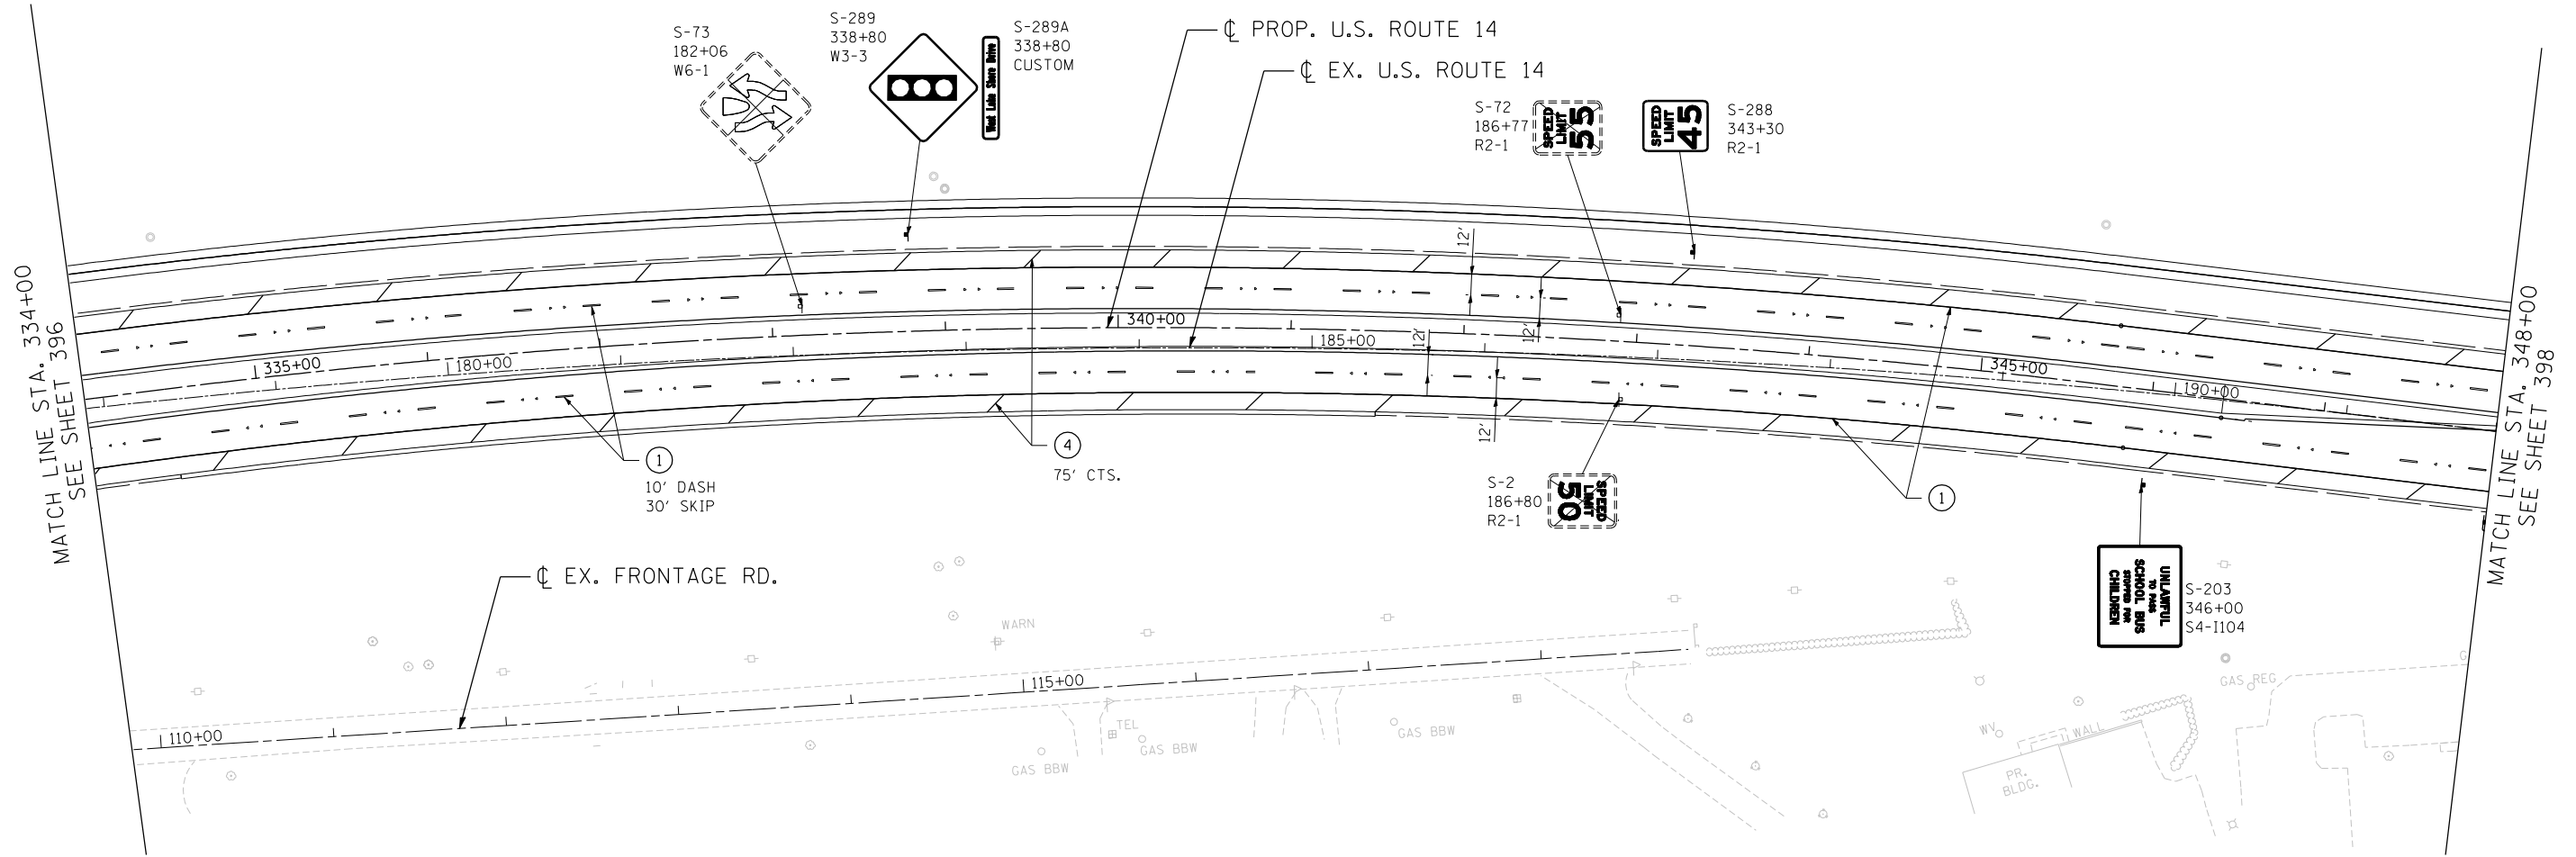 S-73
182+06
W6-1
S-289
338+80
W3-3
West Lake Shore Drive
S-289A
338+80
CUSTOM
℄ PROP. U.S. ROUTE 14
℄ EX. U.S. ROUTE 14
S-72
186+77
R2-1
SPEED
LIMIT
55
SPEED
LIMIT
45
S-288
343+30
R2-1
MATCH LINE STA. 334+00
SEE SHEET 396
MATCH LINE STA. 348+00
SEE SHEET 398
12'
12'
12'
12'
335+00
180+00
340+00
185+00
345+00
190+00
1
10' DASH
30' SKIP
4
75' CTS.
S-2
186+80
R2-1
SPEED
LIMIT
50
1
UNLAWFUL
TO PASS
SCHOOL BUS
STOPPED FOR
CHILDREN
S-203
346+00
S4-I104
℄ EX. FRONTAGE RD.
WARN
110+00
115+00
TEL
GAS BBW
GAS BBW
GAS BBW
WV
WALL
PR.
BLDG.
GAS REG
G